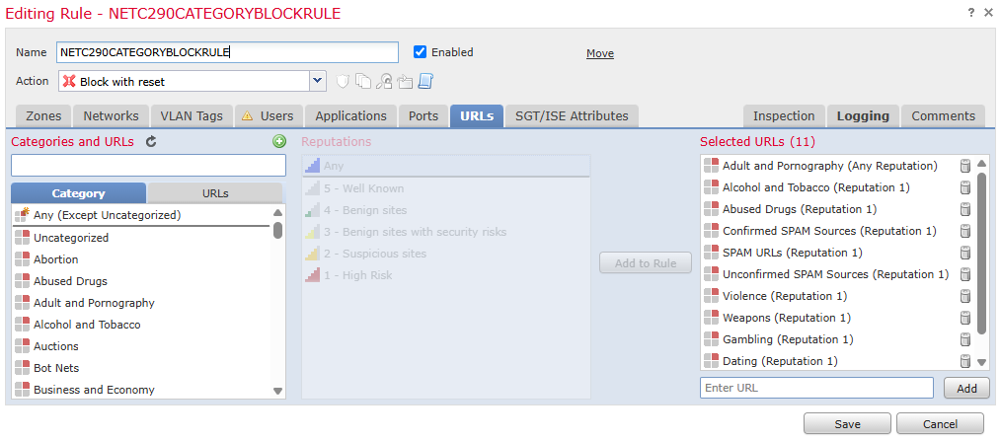 Editing Rule - NETC290CATEGORYBLOCKRULE ? ×
Name NETC290CATEGORYBLOCKRULE Enabled Move
Action Block with reset
Zones Networks VLAN Tags Users Applications Ports URLs SGT/ISE Attributes Inspection Logging Comments
Categories and URLs
Category URLs
Any (Except Uncategorized)
Uncategorized
Abortion
Abused Drugs
Adult and Pornography
Alcohol and Tobacco
Auctions
Bot Nets
Business and Economy
Reputations
Any
5 - Well Known
4 - Benign sites
3 - Benign sites with security risks
2 - Suspicious sites
1 - High Risk
Add to Rule
Selected URLs (11)
Adult and Pornography (Any Reputation)
Alcohol and Tobacco (Reputation 1)
Abused Drugs (Reputation 1)
Confirmed SPAM Sources (Reputation 1)
SPAM URLs (Reputation 1)
Unconfirmed SPAM Sources (Reputation 1)
Violence (Reputation 1)
Weapons (Reputation 1)
Gambling (Reputation 1)
Dating (Reputation 1)
Enter URL Add
Save Cancel